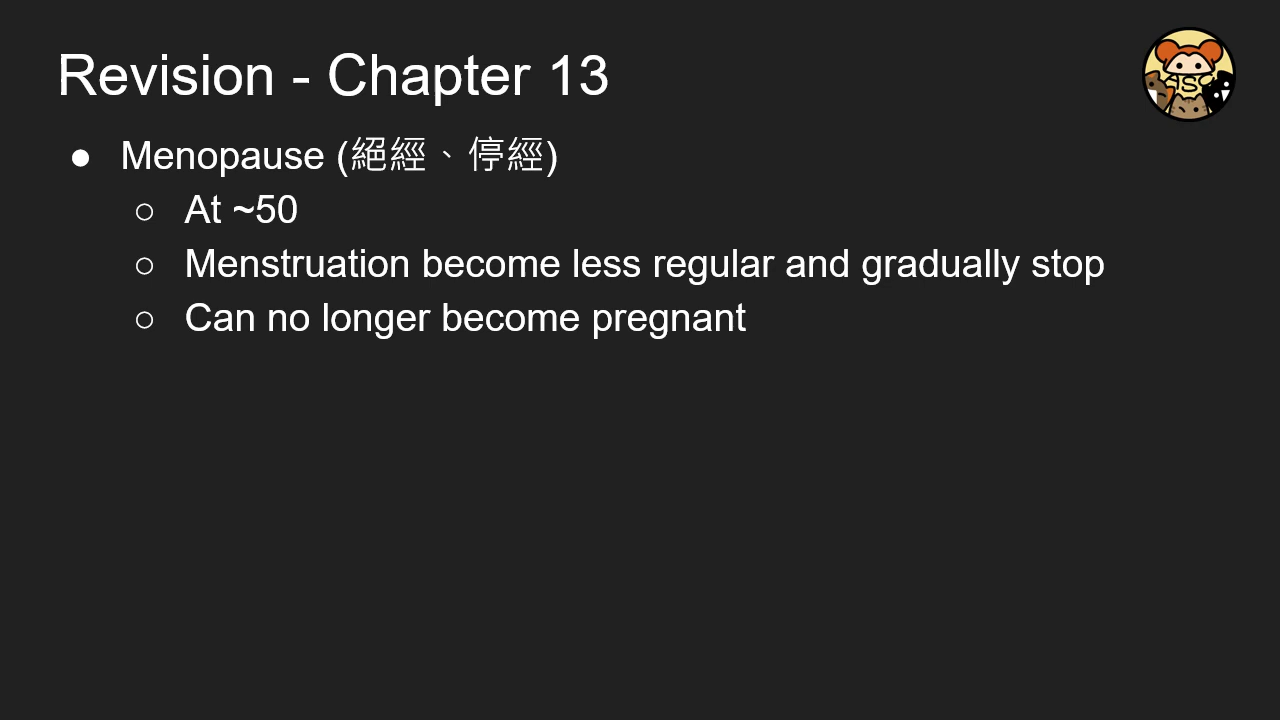 Revision - Chapter 13
● Menopause (絕經、停經)
○ At ~50
○ Menstruation become less regular and gradually stop
○ Can no longer become pregnant
S